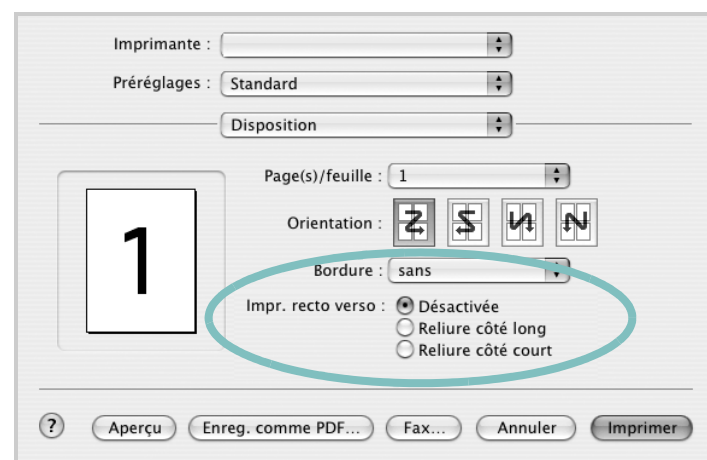 Imprimante :
Préréglages : Standard
Disposition
Page(s)/feuille : 1
1
Orientation :
Bordure : sans
Impr. recto verso : Désactivée
Reliure côté long
Reliure côté court
? Aperçu Enreg. comme PDF... Fax... Annuler Imprimer